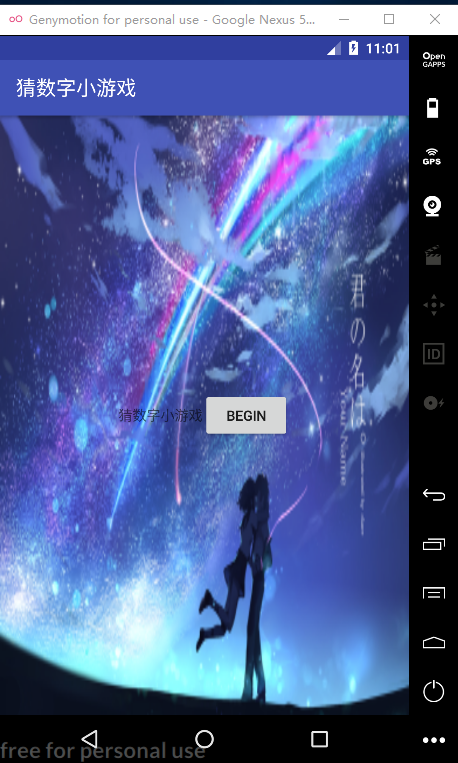 Genymotion for personal use - Google Nexus 5...
11:01
Open
GAPPS
猜数字小游戏
GPS
君の名は。
Your Name
ID
猜数字小游戏 BEGIN
free for personal use